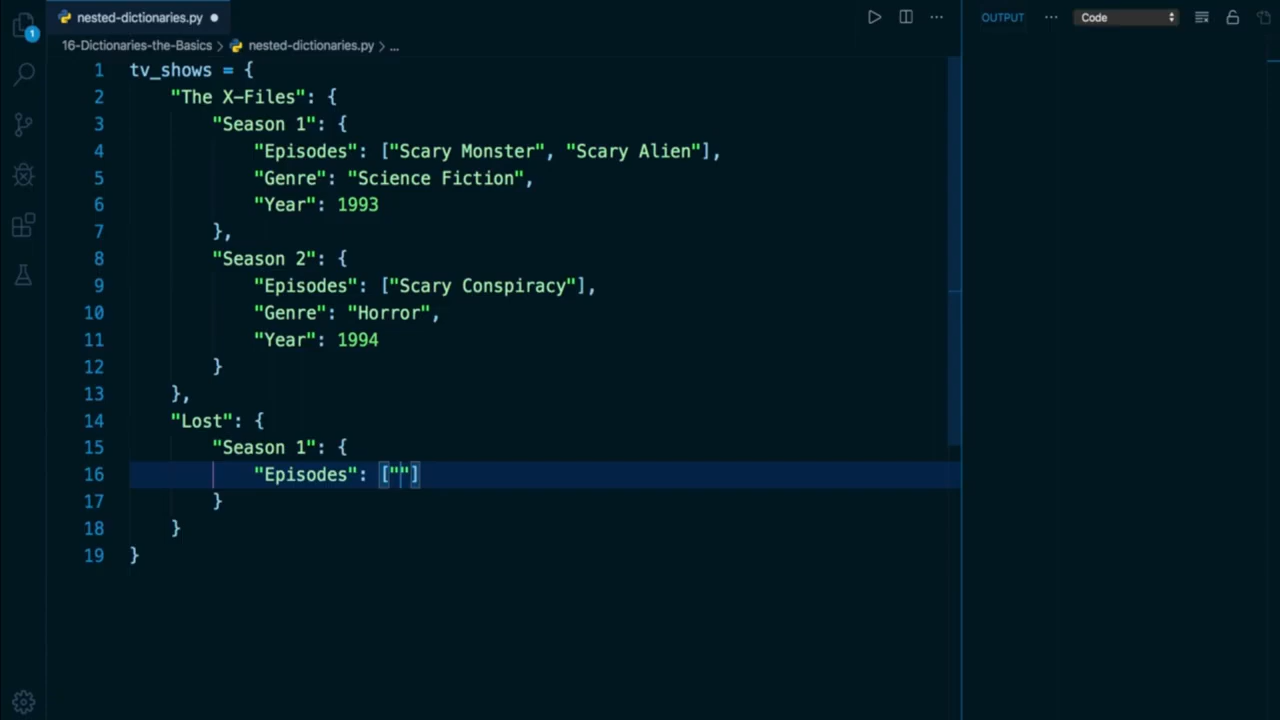 nested-dictionaries.py
OUTPUT ... Code
1
16-Dictionaries-the-Basics > nested-dictionaries.py > ...
1 tv_shows = {
2 "The X-Files": {
3 "Season 1": {
4 "Episodes": ["Scary Monster", "Scary Alien"],
5 "Genre": "Science Fiction",
6 "Year": 1993
7 },
8 "Season 2": {
9 "Episodes": ["Scary Conspiracy"],
10 "Genre": "Horror",
11 "Year": 1994
12 }
13 },
14 "Lost": {
15 "Season 1": {
16 "Episodes": [""]
17 }
18 }
19 }